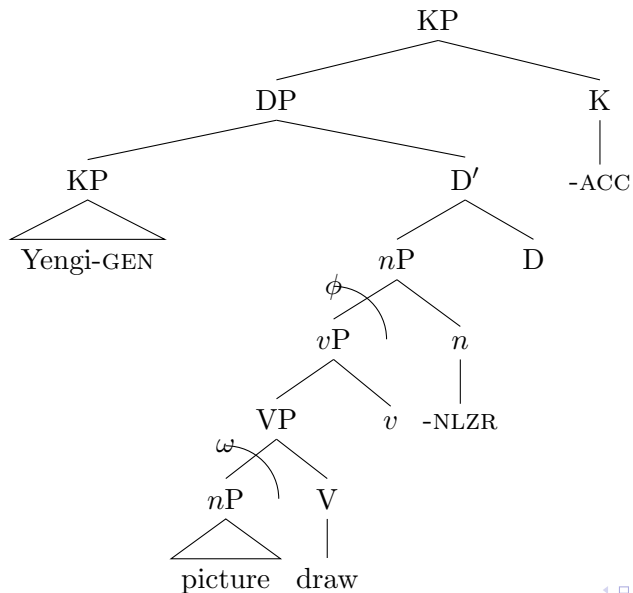 KP
DP K
KP D′ -ACC
Yengi-GEN nP D
ϕ
vP n
VP v -NLZR
ω
nP V
picture draw